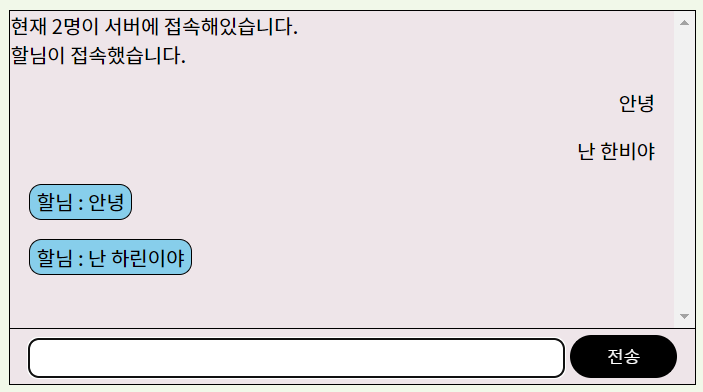 현재 2명이 서버에 접속해있습니다.
할님이 접속했습니다.
안녕
난 한비야
할님 : 안녕
할님 : 난 하린이야
전송